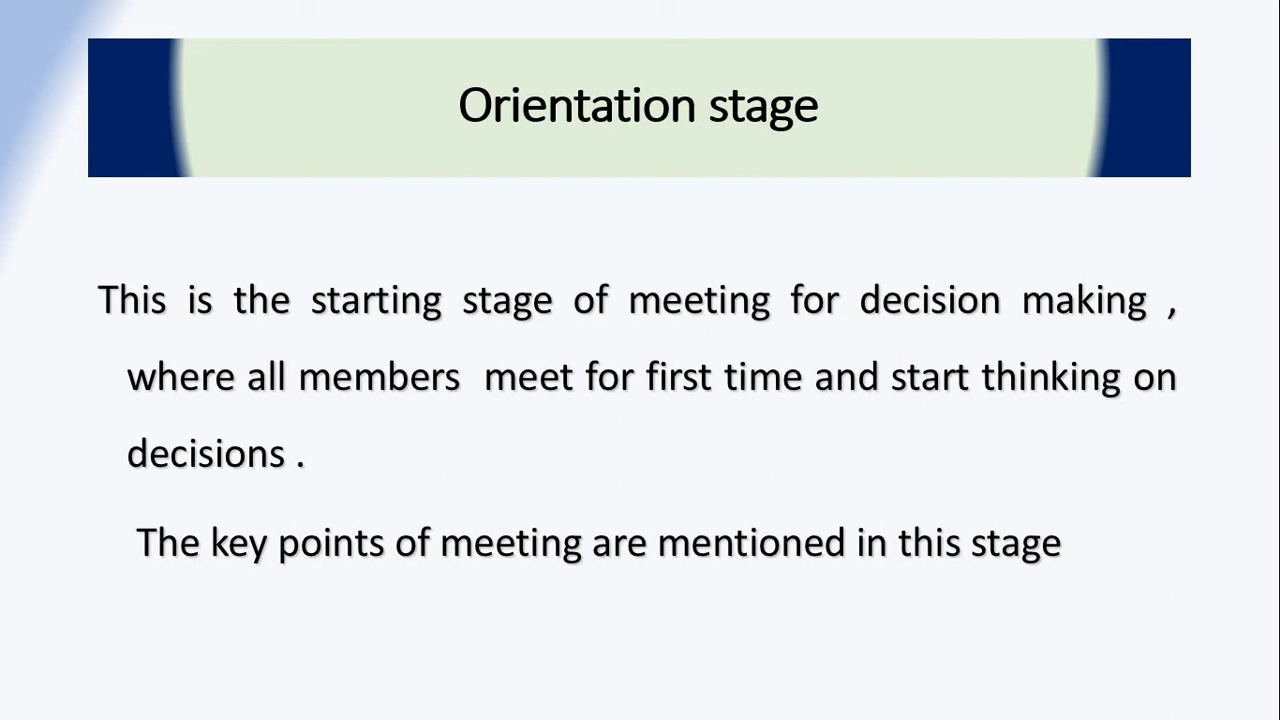 Orientation stage
This is the starting stage of meeting for decision making ,
where all members meet for first time and start thinking on
decisions .
The key points of meeting are mentioned in this stage